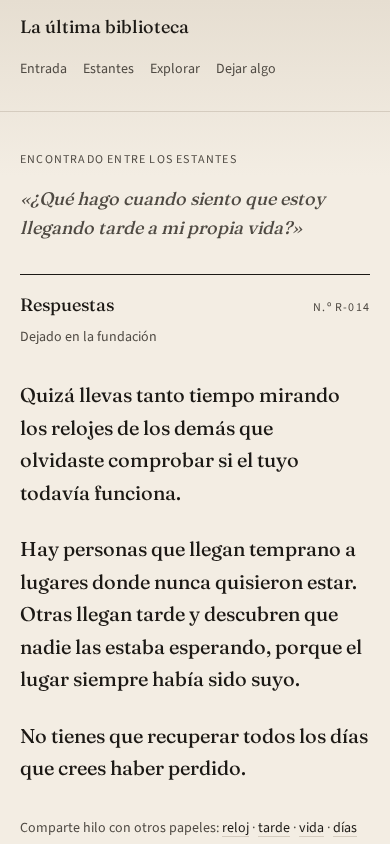 La última biblioteca
Entrada Estantes Explorar Dejar algo
ENCONTRADO ENTRE LOS ESTANTES
«¿Qué hago cuando siento que estoy
llegando tarde a mi propia vida?»
Respuestas N.º R-014
Dejado en la fundación
Quizá llevas tanto tiempo mirando
los relojes de los demás que
olvidaste comprobar si el tuyo
todavía funciona.
Hay personas que llegan temprano a
lugares donde nunca quisieron estar.
Otras llegan tarde y descubren que
nadie las estaba esperando, porque el
lugar siempre había sido suyo.
No tienes que recuperar todos los días
que crees haber perdido.
Comparte hilo con otros papeles: reloj · tarde · vida · días